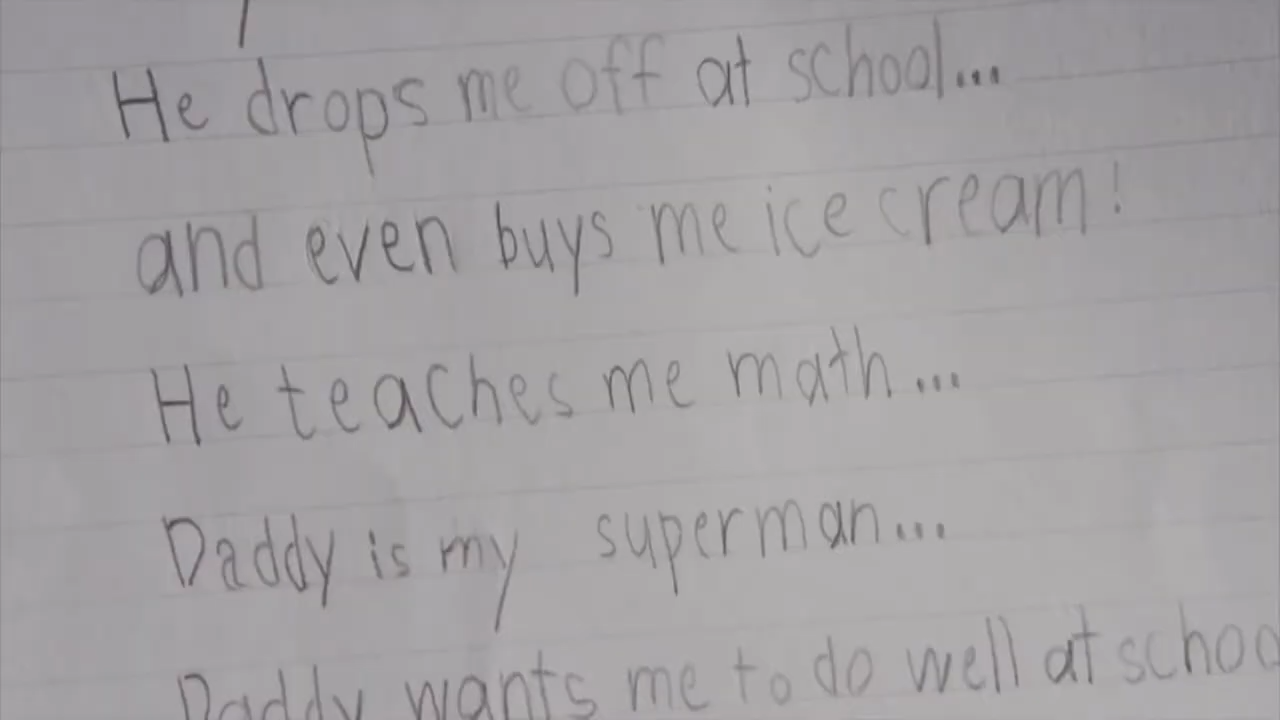 He drops me off at school...
and even buys me ice cream!
He teaches me math...
Daddy is my superman...
Daddy wants me to do well at schoo